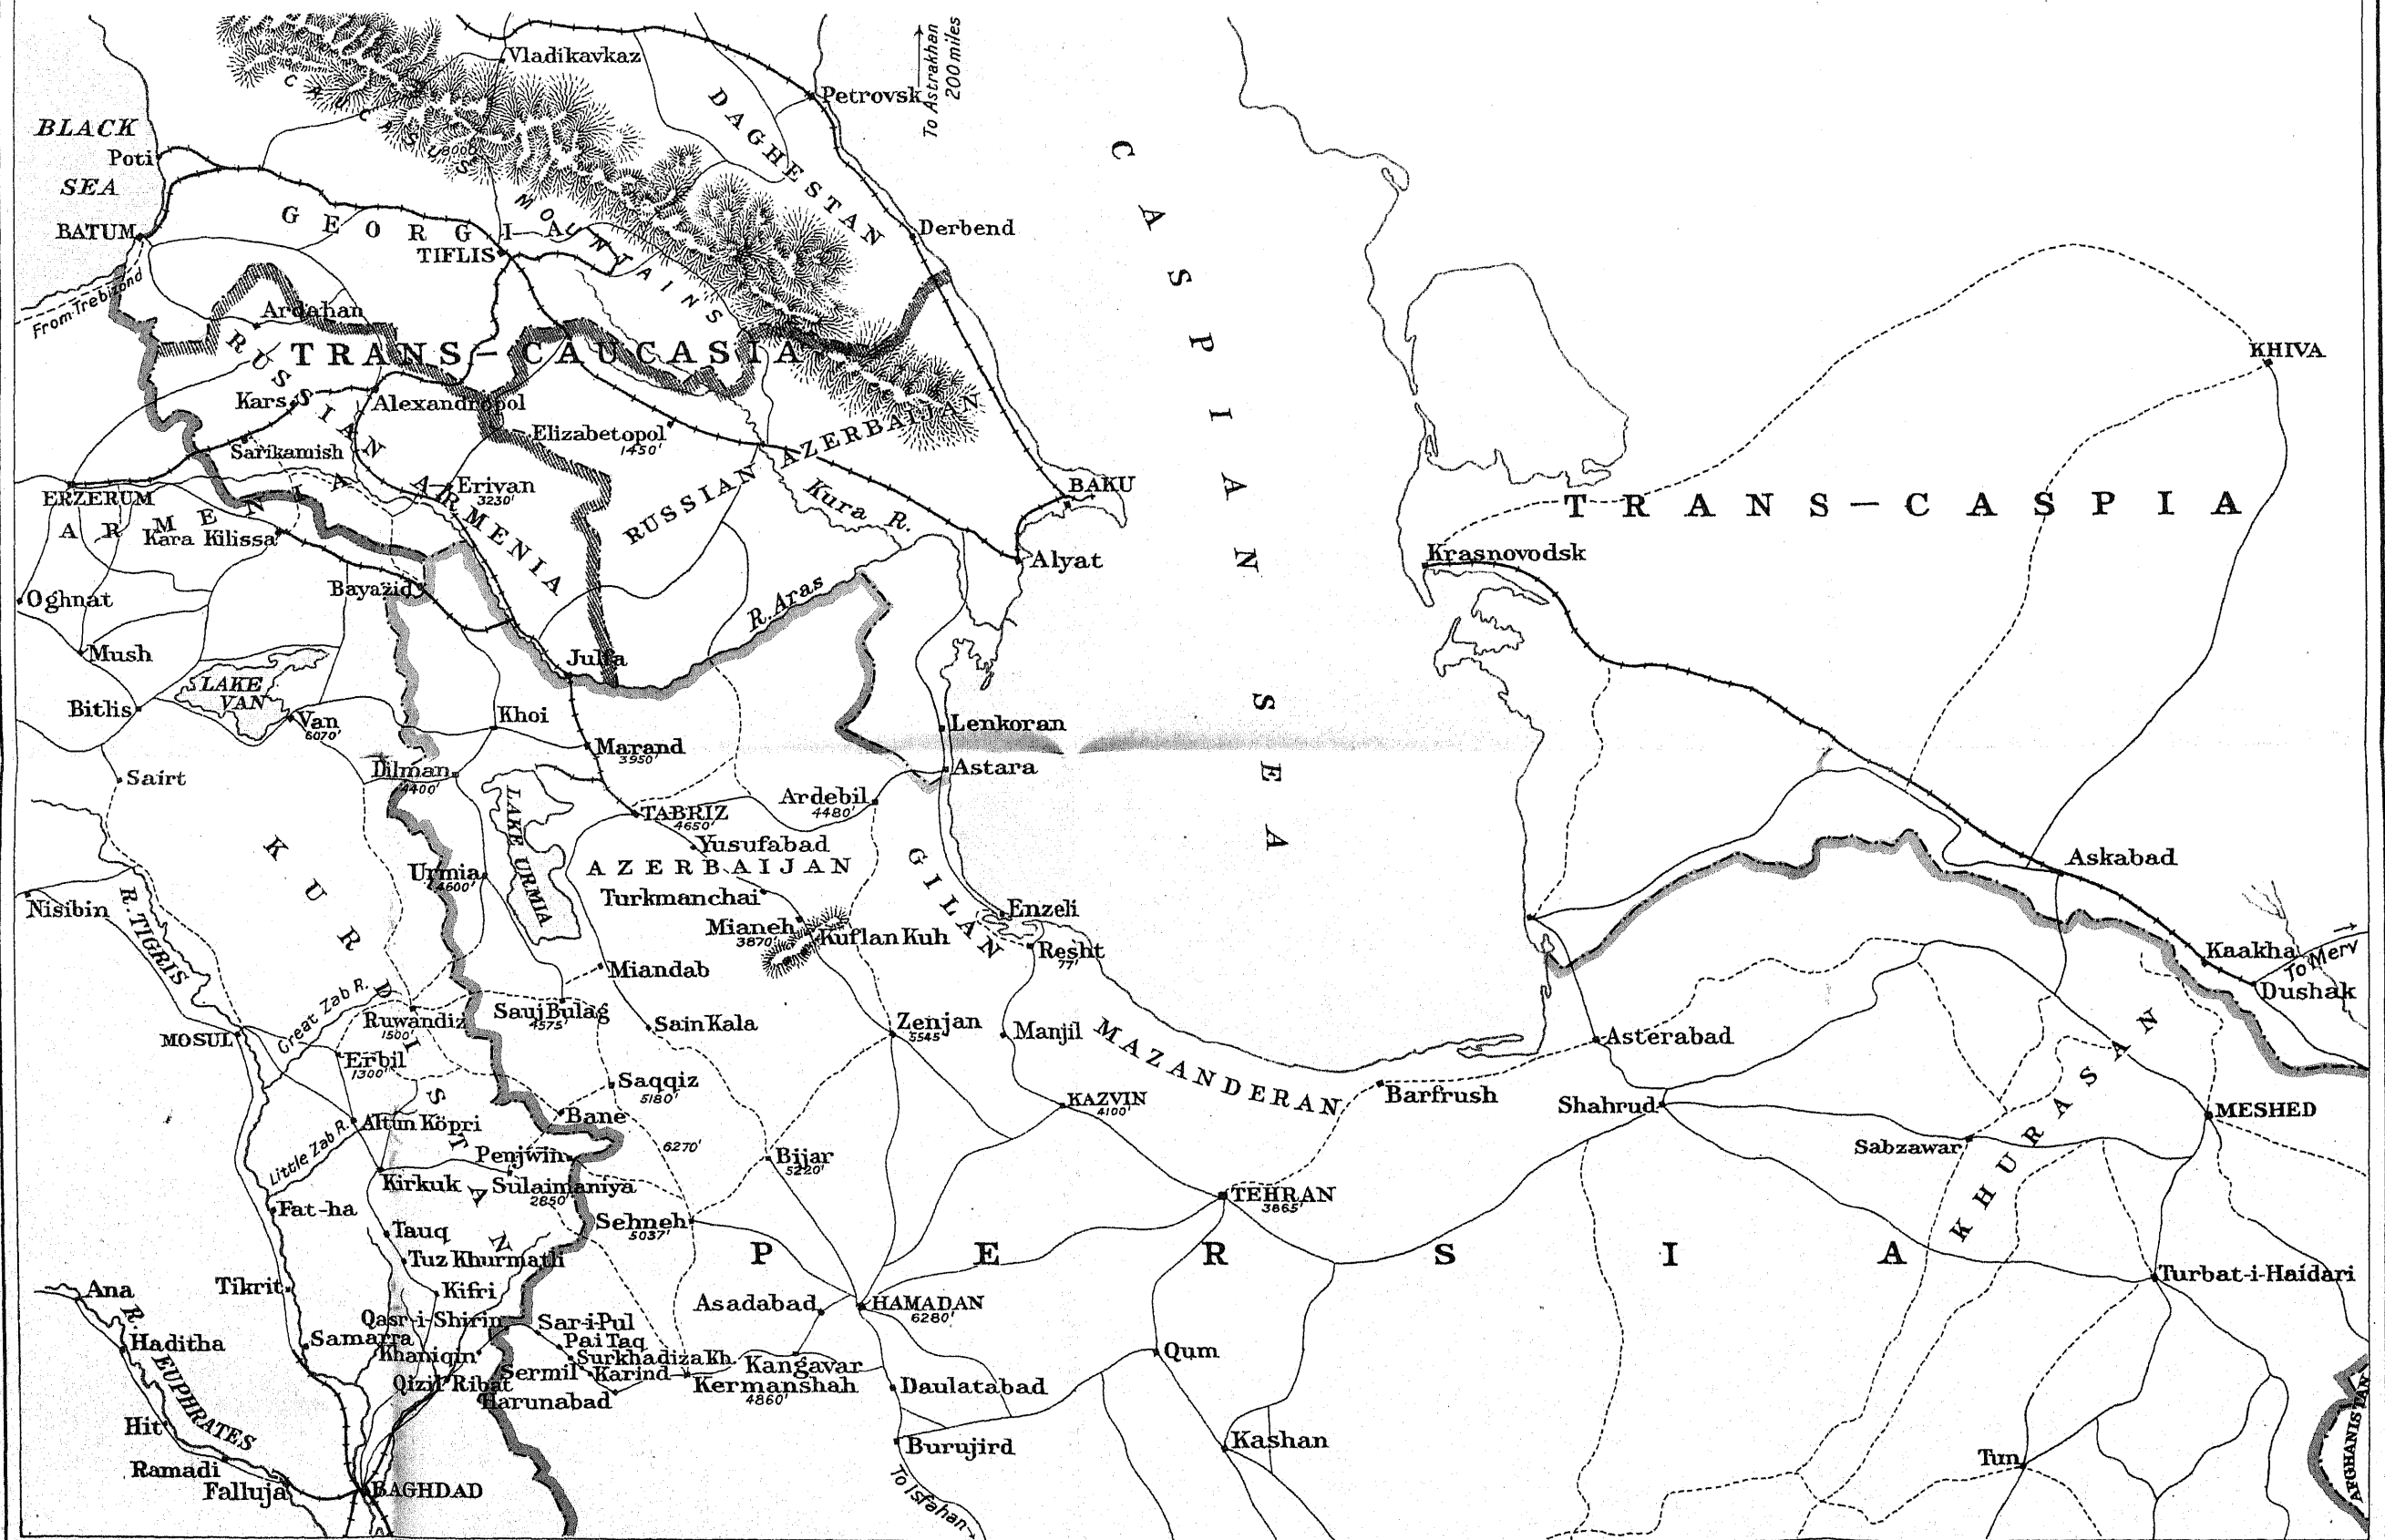 BLACK
SEA
Poti
BATUM
From Trebizond
Vladikavkaz
Petrovsk
To Astrakhan
200 miles
CAUCASUS MOUNTAINS
DAGHESTAN
Derbend
GEORGIA
TIFLIS
Ardahan
TRANS-CAUCASIA
RUSSIAN ARMENIA
Kars
Alexandropol
Sarikamish
Elizabetopol
1450'
Erivan
3230'
RUSSIAN AZERBAIJAN
Kura R.
BAKU
Alyat
ERZERUM
ARMENIA
Kara Kilissa
Bayazid
R. Aras
Oghnat
Mush
Bitlis
LAKE
VAN
Van
6070'
Julfa
Khoi
Marand
3950'
Lenkoran
Astara
Sairt
Dilman
4400'
LAKE URMIA
TABRIZ
4650'
Ardebil
4480'
Yusufabad
AZERBAIJAN
Urmia
4600'
Turkmanchai
Mianeh
3870'
Kuflan Kuh
GILAN
Enzeli
Resht
77'
Nisibin
R. TIGRIS
KURDISTAN
Miandab
Great Zab R.
Ruwandiz
1500'
Sauj Bulag
4575'
Sain Kala
Zenjan
5545'
Manjil
MAZANDERAN
MOSUL
Erbil
1300'
Saqqiz
5180'
Bane
KAZVIN
4100'
Barfrush
Asterabad
Shahrud
Little Zab R.
Altun Köpri
Penjwin
6270'
Bijar
5220'
Kirkuk
Sulaimaniya
2850'
TEHRAN
3865'
Fat-ha
Tauq
Sehneh
5037'
Tuz Khurmatli
PERSIA
Tikrit
Kifri
Asadabad
HAMADAN
6280'
Ana
R. EUPHRATES
Haditha
Qasr-i-Shirin
Sar-i-Pul
Pai Taq
Samarra
Khaniqin
Surkhadiza Kh.
Sermil
Karind
Kangavar
Qizil Ribat
Kermanshah
4860'
Harunabad
Daulatabad
Qum
Hit
Ramadi
Falluja
BAGHDAD
Burujird
To Isfahan
Kashan
CASPIAN SEA
KHIVA
TRANS-CASPIA
Krasnovodsk
Askabad
Kaakha
To Merv
Dushak
KHURASAN
MESHED
Sabzawar
Turbat-i-Haidari
Tun
AFGHANISTAN